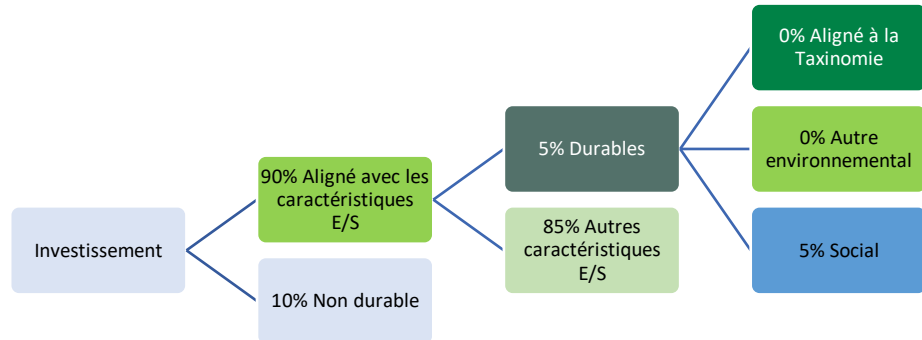 Investissement
90% Aligné avec les
caractéristiques
E/S
10% Non durable
5% Durables
85% Autres
caractéristiques
E/S
0% Aligné à la
Taxinomie
0% Autre
environnemental
5% Social